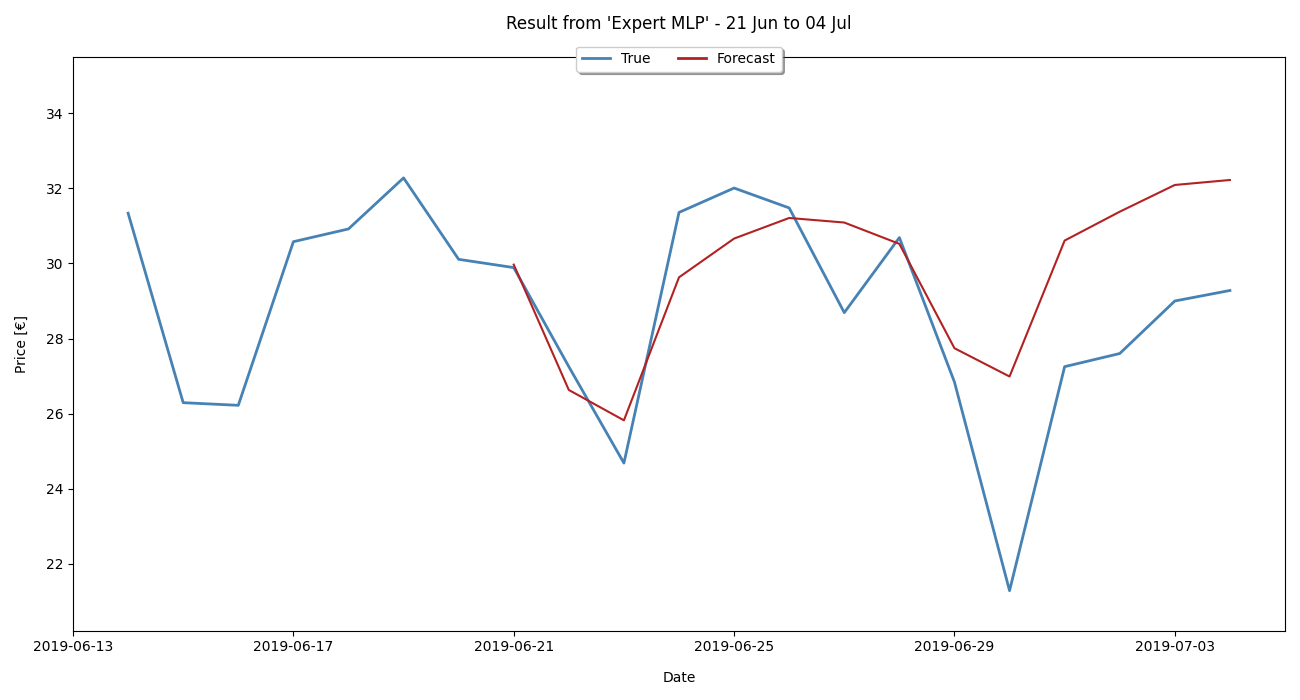 Result from 'Expert MLP' - 21 Jun to 04 Jul
True Forecast
34
32
30
28
26
24
22
Price [€]
2019-06-13 2019-06-17 2019-06-21 2019-06-25 2019-06-29 2019-07-03
Date